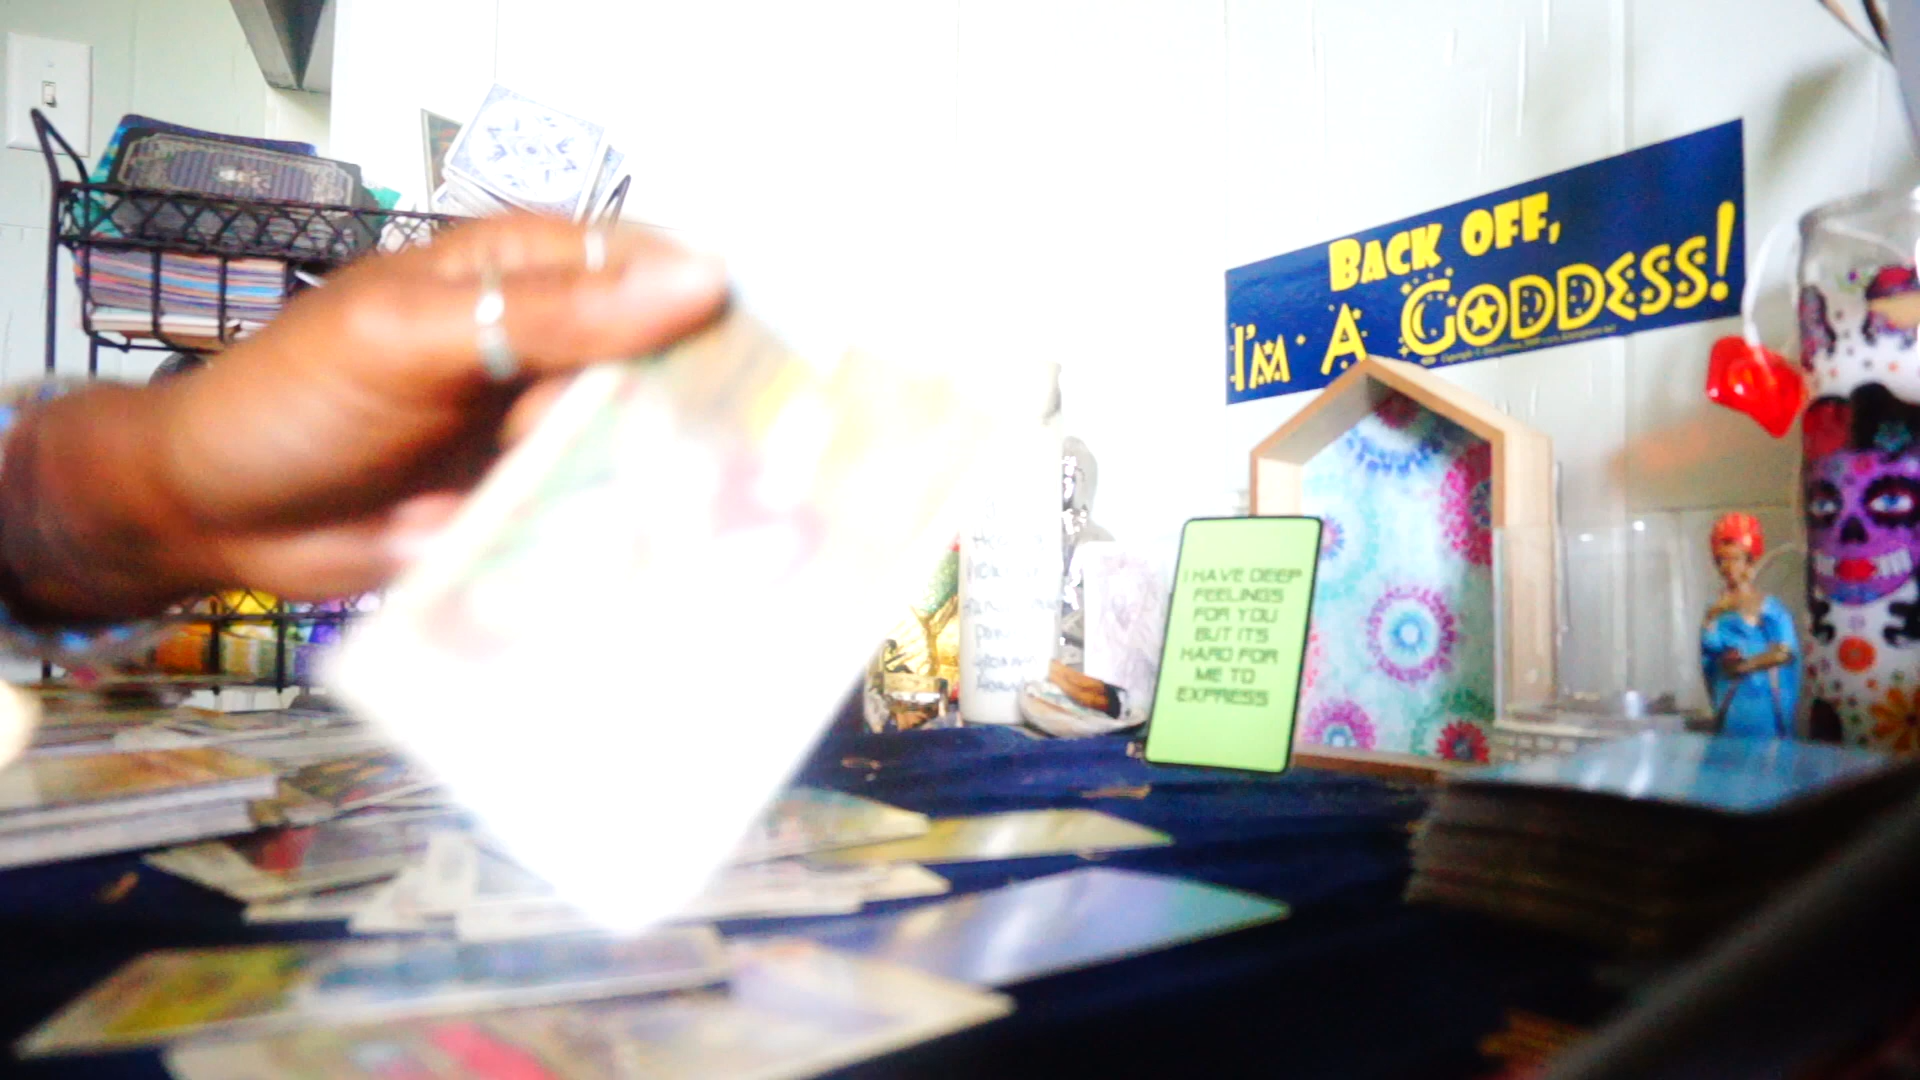 BACK OFF,
I'M A GODDESS!
I HAVE DEEP
FEELINGS
FOR YOU
BUT ITS
HARD FOR
ME TO
EXPRESS